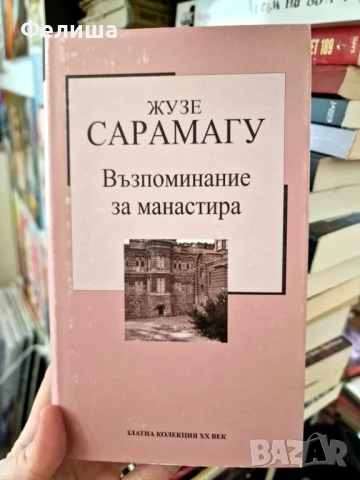 Фелиша
ЖУЗЕ
САРАМАГУ
Възпоминание
за манастира
ЗЛАТНА КОЛЕКЦИЯ XX ВЕК
BAZAR